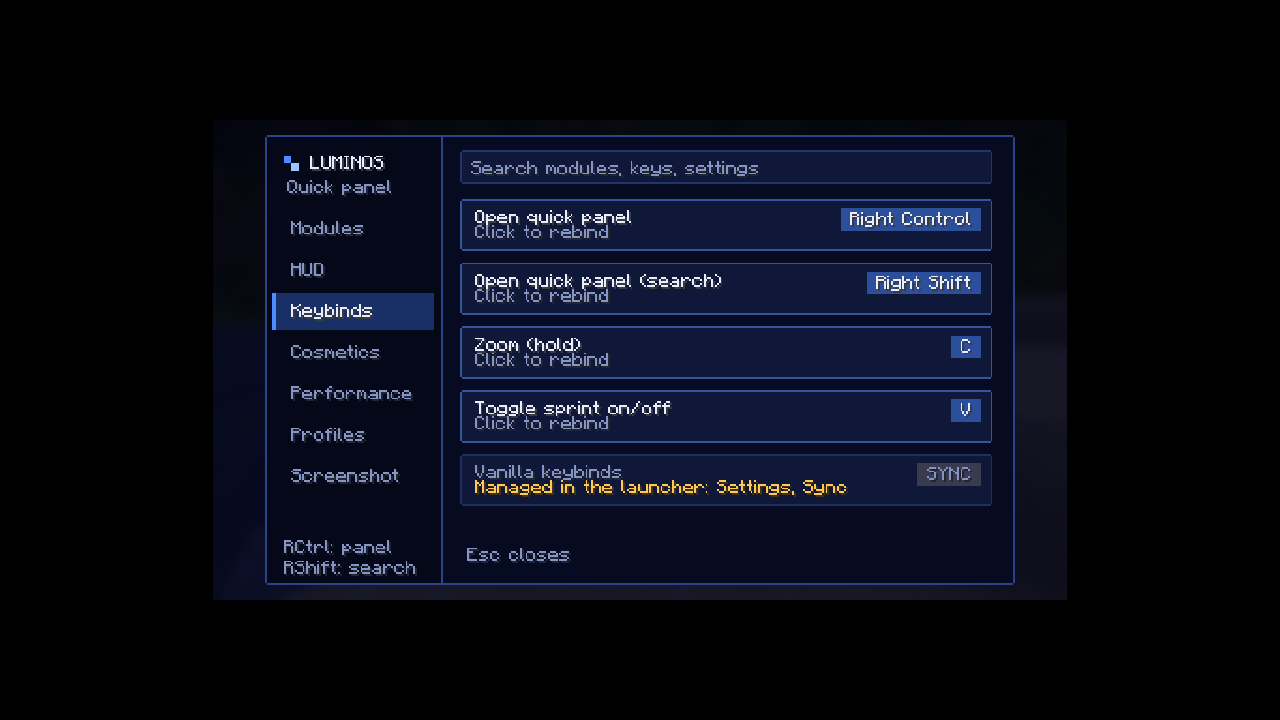 LUMINOS
Quick panel
Modules
HUD
Keybinds
Cosmetics
Performance
Profiles
Screenshot
RCtrl: panel
RShift: search
Search modules, keys, settings
Open quick panel
Right Control
Click to rebind
Open quick panel (search)
Right Shift
Click to rebind
Zoom (hold)
C
Click to rebind
Toggle sprint on/off
V
Click to rebind
Vanilla keybinds
SYNC
Managed in the launcher: Settings, Sync
Esc closes